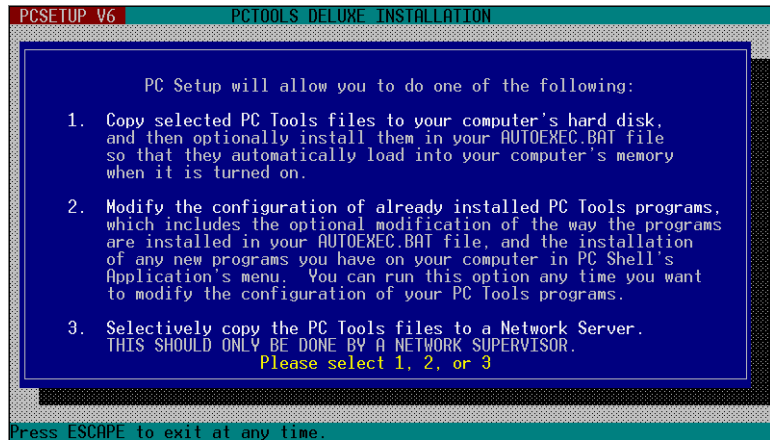 PCSETUP V6 PCTOOLS DELUXE INSTALLATION
PC Setup will allow you to do one of the following:
1. Copy selected PC Tools files to your computer's hard disk,
and then optionally install them in your AUTOEXEC.BAT file
so that they automatically load into your computer's memory
when it is turned on.
2. Modify the configuration of already installed PC Tools programs,
which includes the optional modification of the way the programs
are installed in your AUTOEXEC.BAT file, and the installation
of any new programs you have on your computer in PC Shell's
Application's menu. You can run this option any time you want
to modify the configuration of your PC Tools programs.
3. Selectively copy the PC Tools files to a Network Server.
THIS SHOULD ONLY BE DONE BY A NETWORK SUPERVISOR.
Please select 1, 2, or 3
Press ESCAPE to exit at any time.